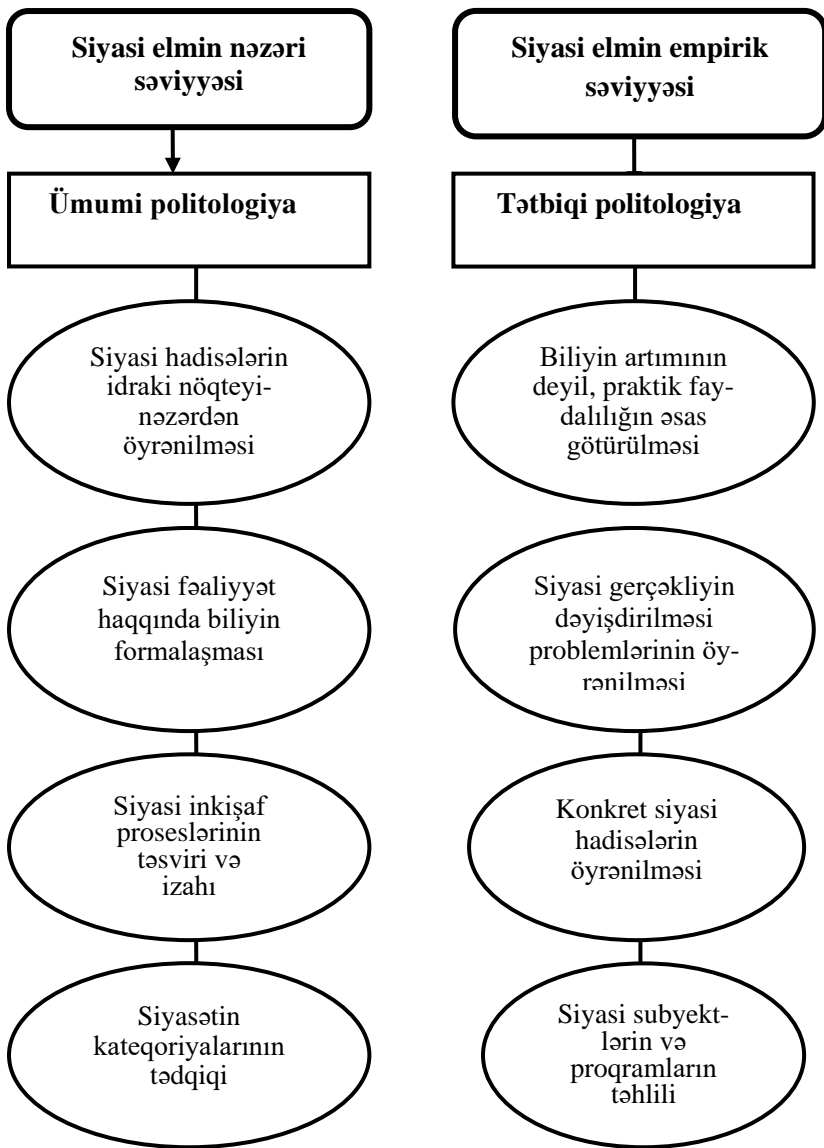 Siyasi elmin nəzəri
səviyyəsi
Ümumi politologiya
Siyasi hadisələrin
idraki nöqteyi-
nəzərdən
öyrənilməsi
Siyasi fəaliyyət
haqqında biliyin
formalaşması
Siyasi inkişaf
proseslərinin
təsviri və
izahı
Siyasətin
kateqoriyalarının
tədqiqi
Siyasi elmin empirik
səviyyəsi
Tətbiqi politologiya
Biliyin artımının
deyil, praktik fay-
dalılığın əsas
götürülməsi
Siyasi gerçəkliyin
dəyişdirilməsi
problemlərinin öy-
rənilməsi
Konkret siyasi
hadisələrin
öyrənilməsi
Siyasi subyekt-
lərin və
proqramların
təhlili